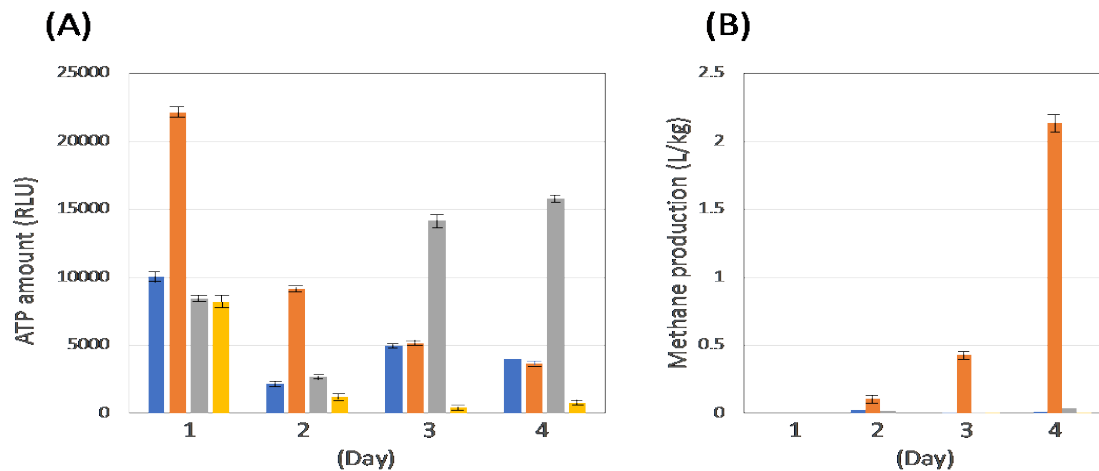 (A)
ATP amount (RLU)
25000
20000
15000
10000
5000
0
1 2 3 4
(Day)
(B)
Methane production (L/kg)
2.5
2
1.5
1
0.5
0
1 2 3 4
(Day)